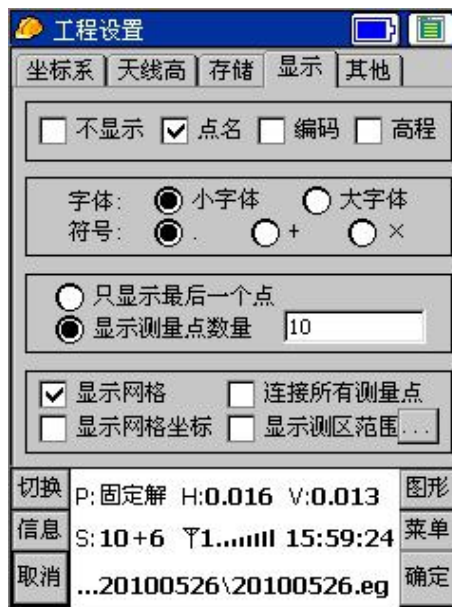 工程设置
坐标系 天线高 存储 显示 其他
不显示 点名 编码 高程
字体: 小字体 大字体
符号: . + ×
只显示最后一个点
显示测量点数量 10
显示网格 连接所有测量点
显示网格坐标 显示测区范围 ...
切换 P:固定解 H:0.016 V:0.013 图形
信息 S:10+6 1 15:59:24 菜单
取消 ...20100526\20100526.eg 确定